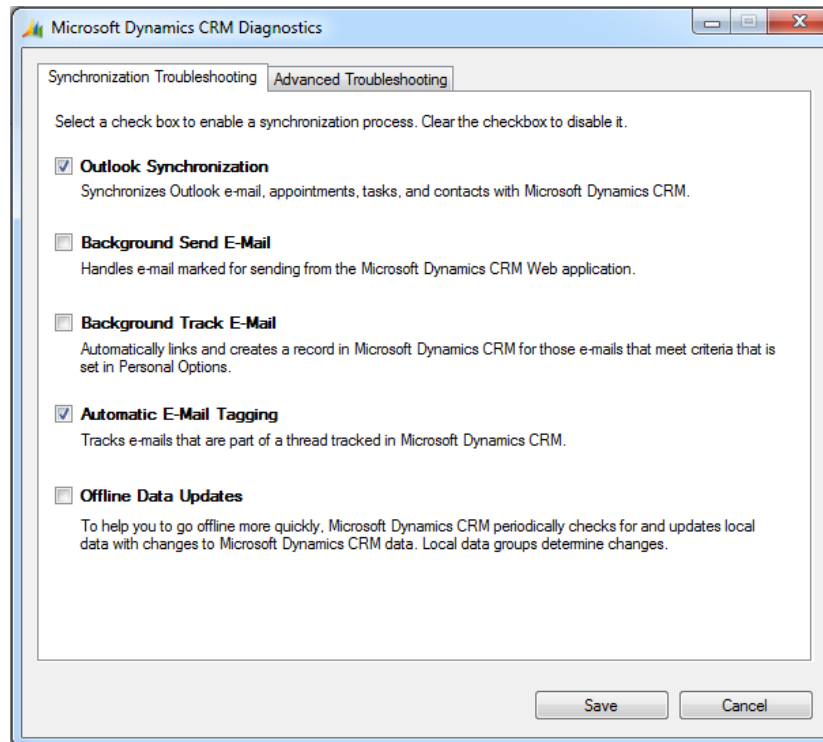 Microsoft Dynamics CRM Diagnostics
Synchronization Troubleshooting
Advanced Troubleshooting
Select a check box to enable a synchronization process. Clear the checkbox to disable it.
Outlook Synchronization
Synchronizes Outlook e-mail, appointments, tasks, and contacts with Microsoft Dynamics CRM.
Background Send E-Mail
Handles e-mail marked for sending from the Microsoft Dynamics CRM Web application.
Background Track E-Mail
Automatically links and creates a record in Microsoft Dynamics CRM for those e-mails that meet criteria that is
set in Personal Options.
Automatic E-Mail Tagging
Tracks e-mails that are part of a thread tracked in Microsoft Dynamics CRM.
Offline Data Updates
To help you to go offline more quickly, Microsoft Dynamics CRM periodically checks for and updates local
data with changes to Microsoft Dynamics CRM data. Local data groups determine changes.
Save
Cancel